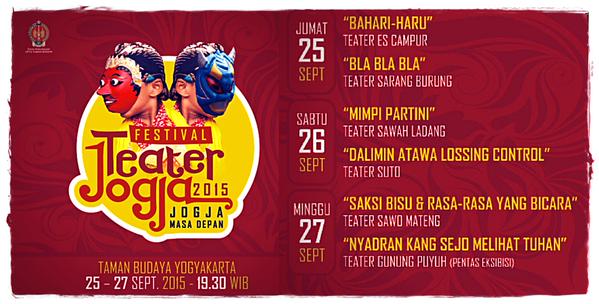 FESTIVAL
Teater
Jogja
2015
JOGJA
MASA DEPAN
TAMAN BUDAYA YOGYAKARTA
25 – 27 SEPT. 2015 - 19.30 WIB
JUMAT
25
SEPT
"BAHARI-HARU"
TEATER ES CAMPUR
"BLA BLA BLA"
TEATER SARANG BURUNG
SABTU
26
SEPT
"MIMPI PARTINI"
TEATER SAWAH LADANG
"DALIMIN ATAWA LOSSING CONTROL"
TEATER SUTO
MINGGU
27
SEPT
"SAKSI BISU & RASA-RASA YANG BICARA"
TEATER SAWO MATENG
"NYADRAN KANG SEJO MELIHAT TUHAN"
TEATER GUNUNG PUYUH (PENTAS EKSIBISI)